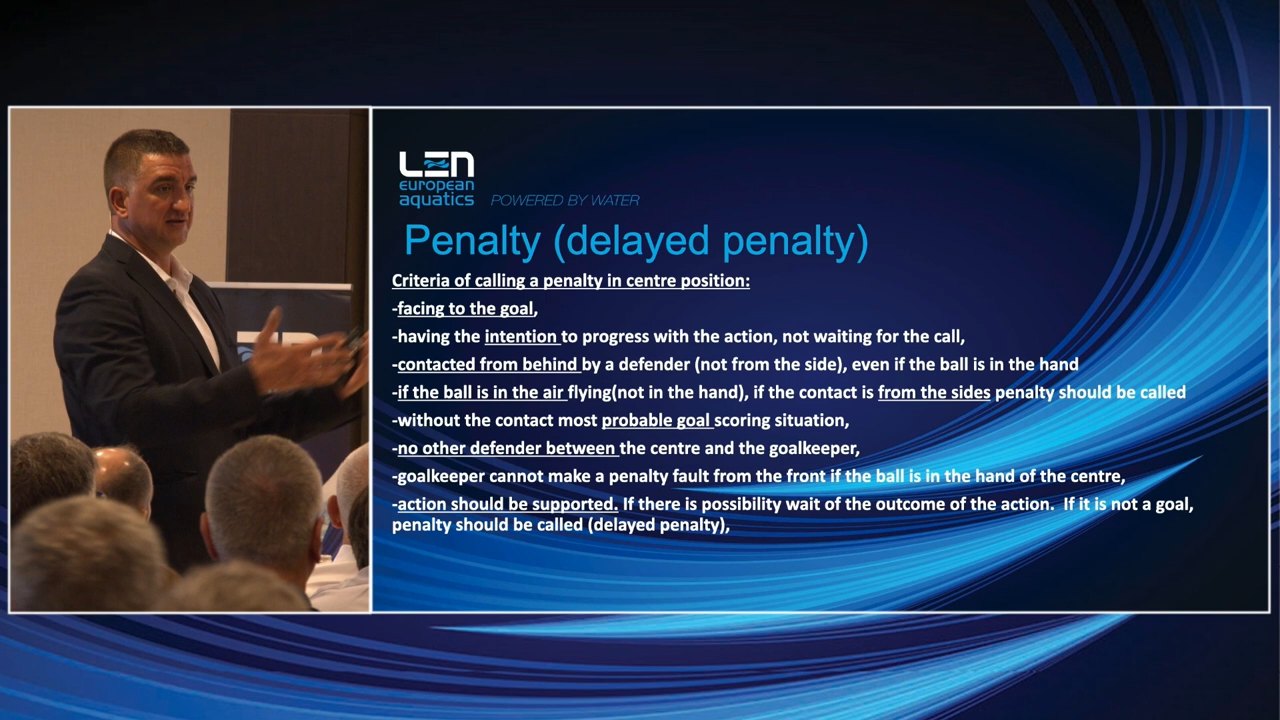 LEN
european
aquatics POWERED BY WATER
Penalty (delayed penalty)
Criteria of calling a penalty in centre position:
-facing to the goal,
-having the intention to progress with the action, not waiting for the call,
-contacted from behind by a defender (not from the side), even if the ball is in the hand
-if the ball is in the air flying(not in the hand), if the contact is from the sides penalty should be called
-without the contact most probable goal scoring situation,
-no other defender between the centre and the goalkeeper,
-goalkeeper cannot make a penalty fault from the front if the ball is in the hand of the centre,
-action should be supported. If there is possibility wait of the outcome of the action.  If it is not a goal,
penalty should be called (delayed penalty),